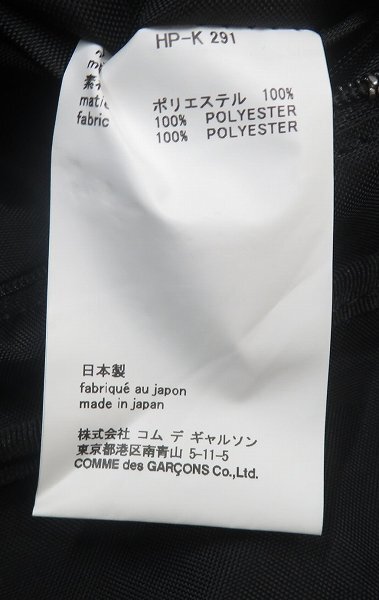 HP-K 291
ポリエステル 100%
100% POLYESTER
fabric 100% POLYESTER
日本製
fabriqué au japon
made in japan
株式会社 コム デ ギャルソン
東京都港区南青山 5-11-5
COMME des GARÇONS Co.,Ltd.